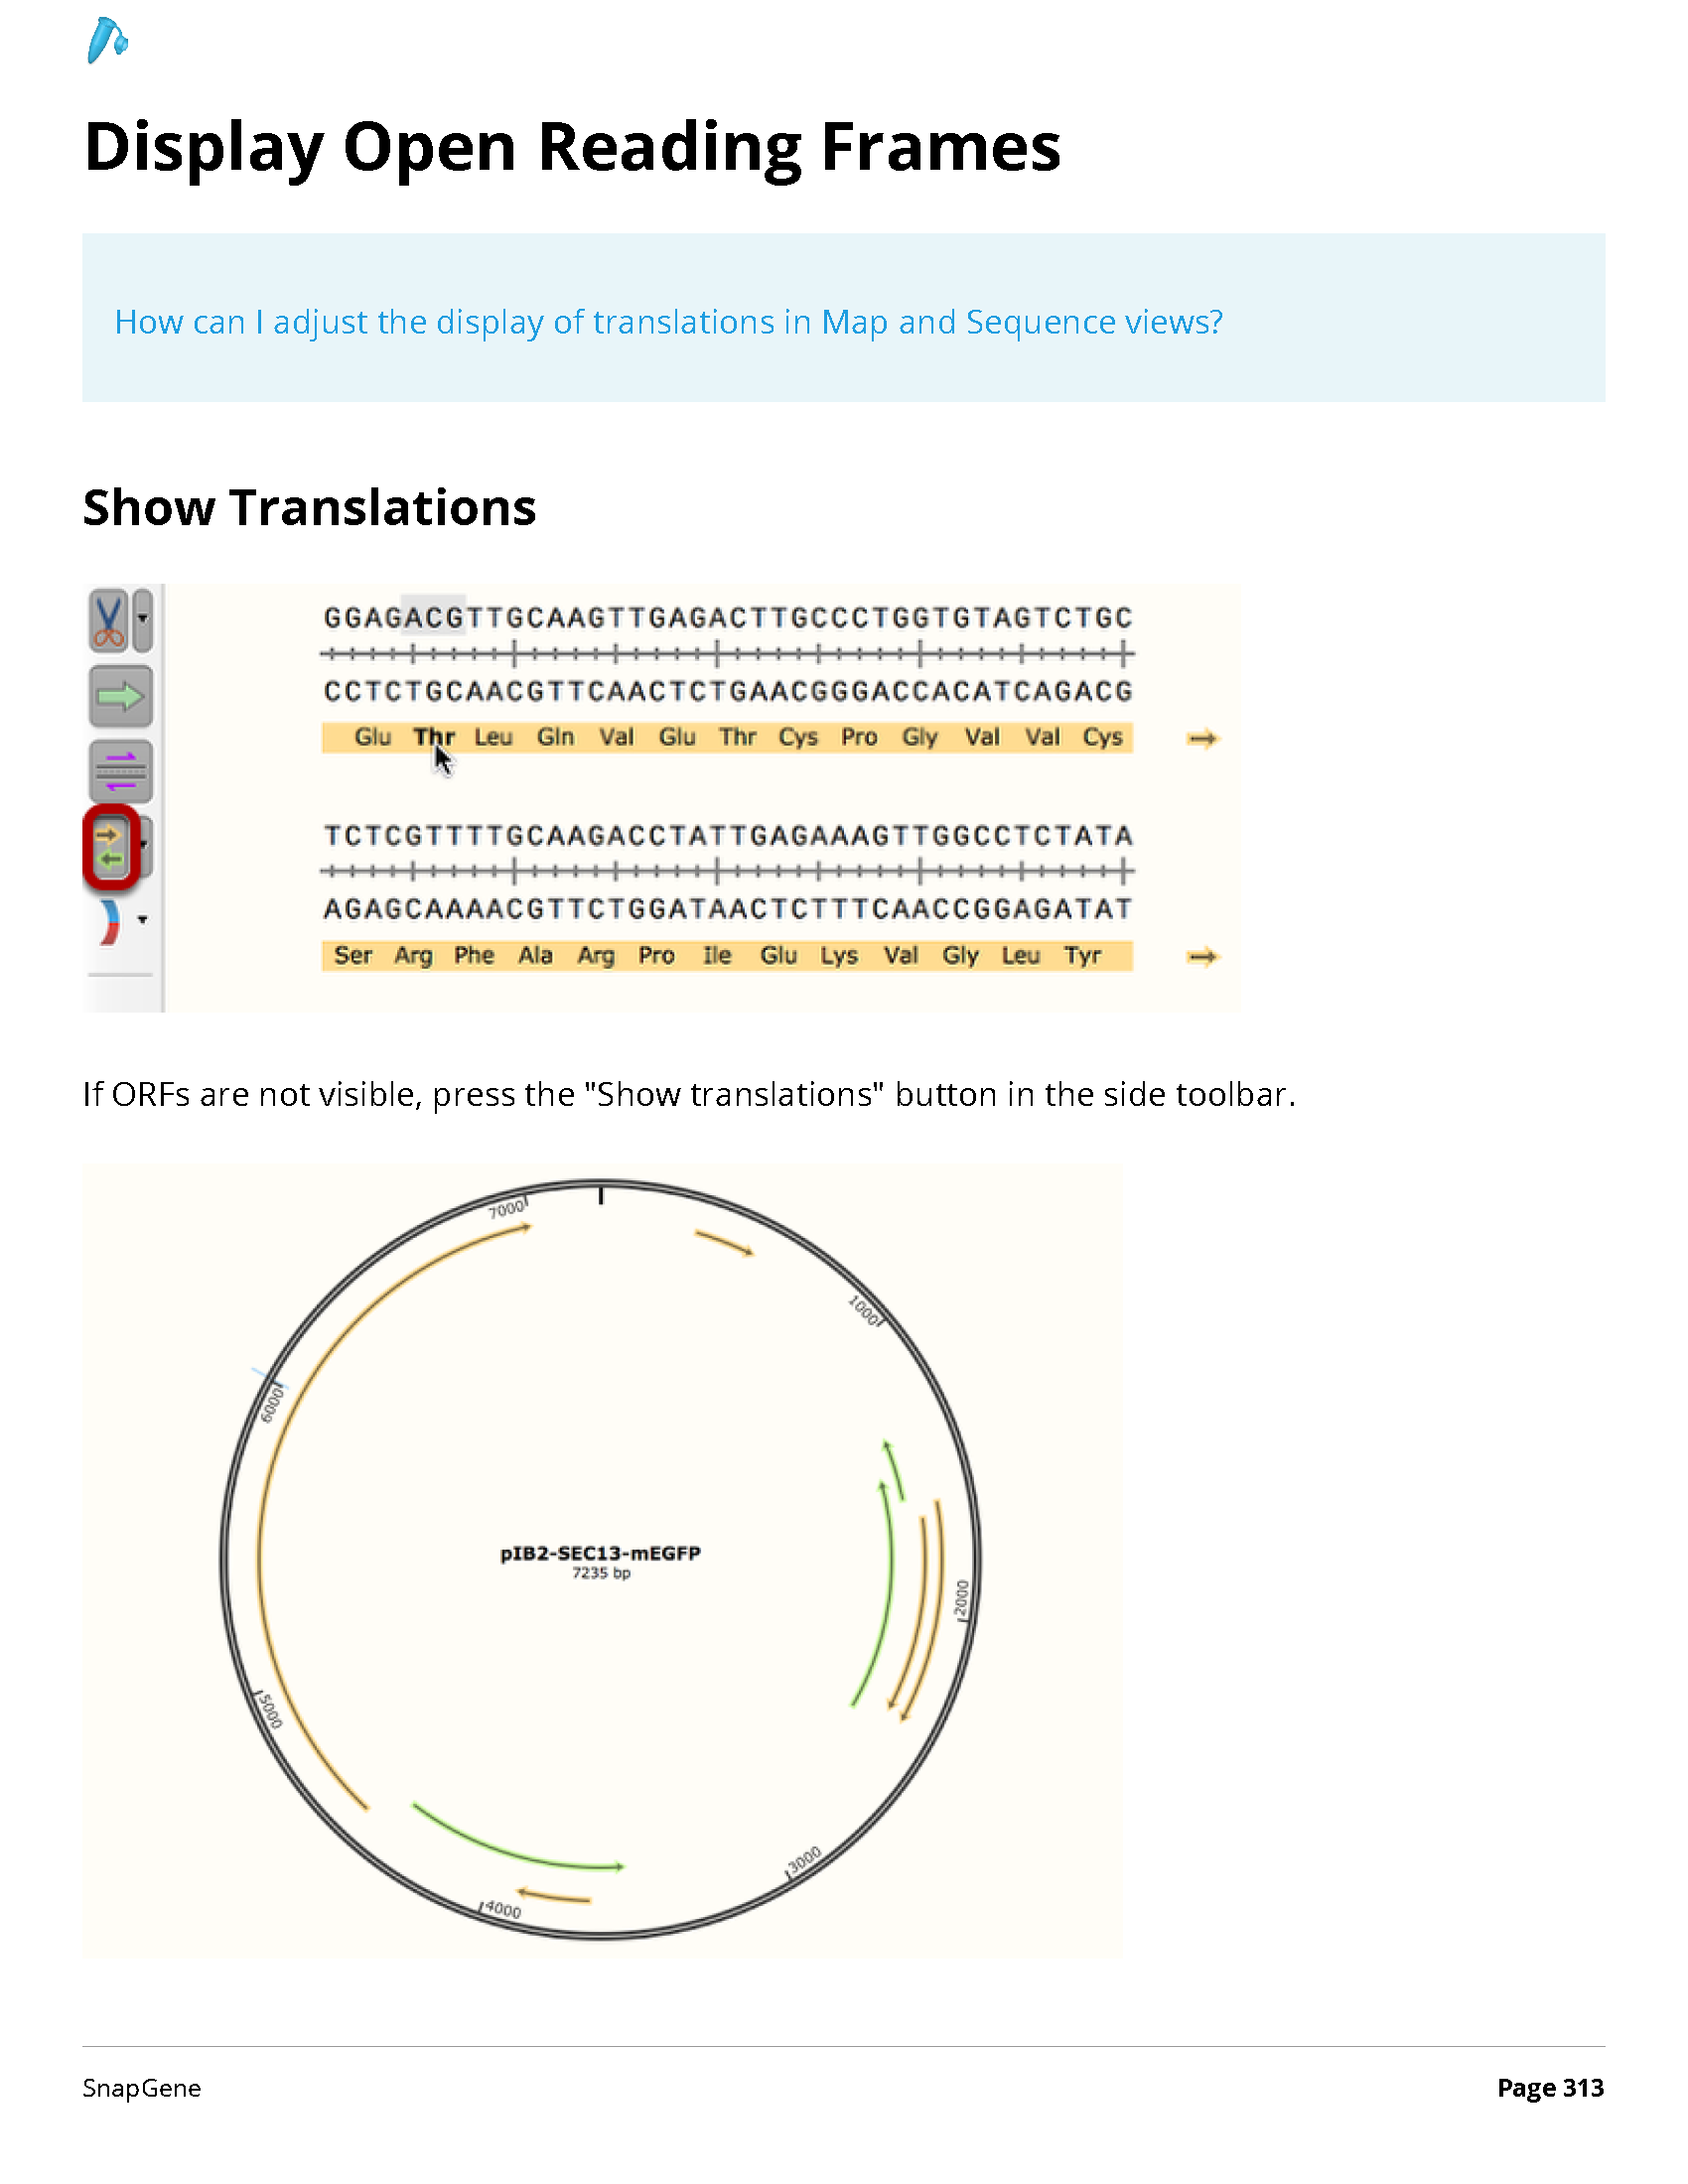 Display Open Reading Frames
How can I adjust the display of translations in Map and Sequence views?
Show Translations
GGAGACGTTGCAAGTTGAGACTTGCCCTGGTGTAGTCTGC
CCTCTGCAACGTTCAACTCTGAACGGGACCACATCAGACG
Glu Thr Leu Gln Val Glu Thr Cys Pro Gly Val Val Cys
TCTCGTTTTGCAAGACCTATTGAGAAAGTTGGCCTCTATA
AGAGCAAAACGTTCTGGATAACTCTTTCAACCGGAGATAT
Ser Arg Phe Ala Arg Pro Ile Glu Lys Val Gly Leu Tyr
If ORFs are not visible, press the "Show translations" button in the side toolbar.
7000
1000
6000
pIB2-SEC13-mEGFP
7235 bp
2000
5000
3000
4000
SnapGene
Page 313